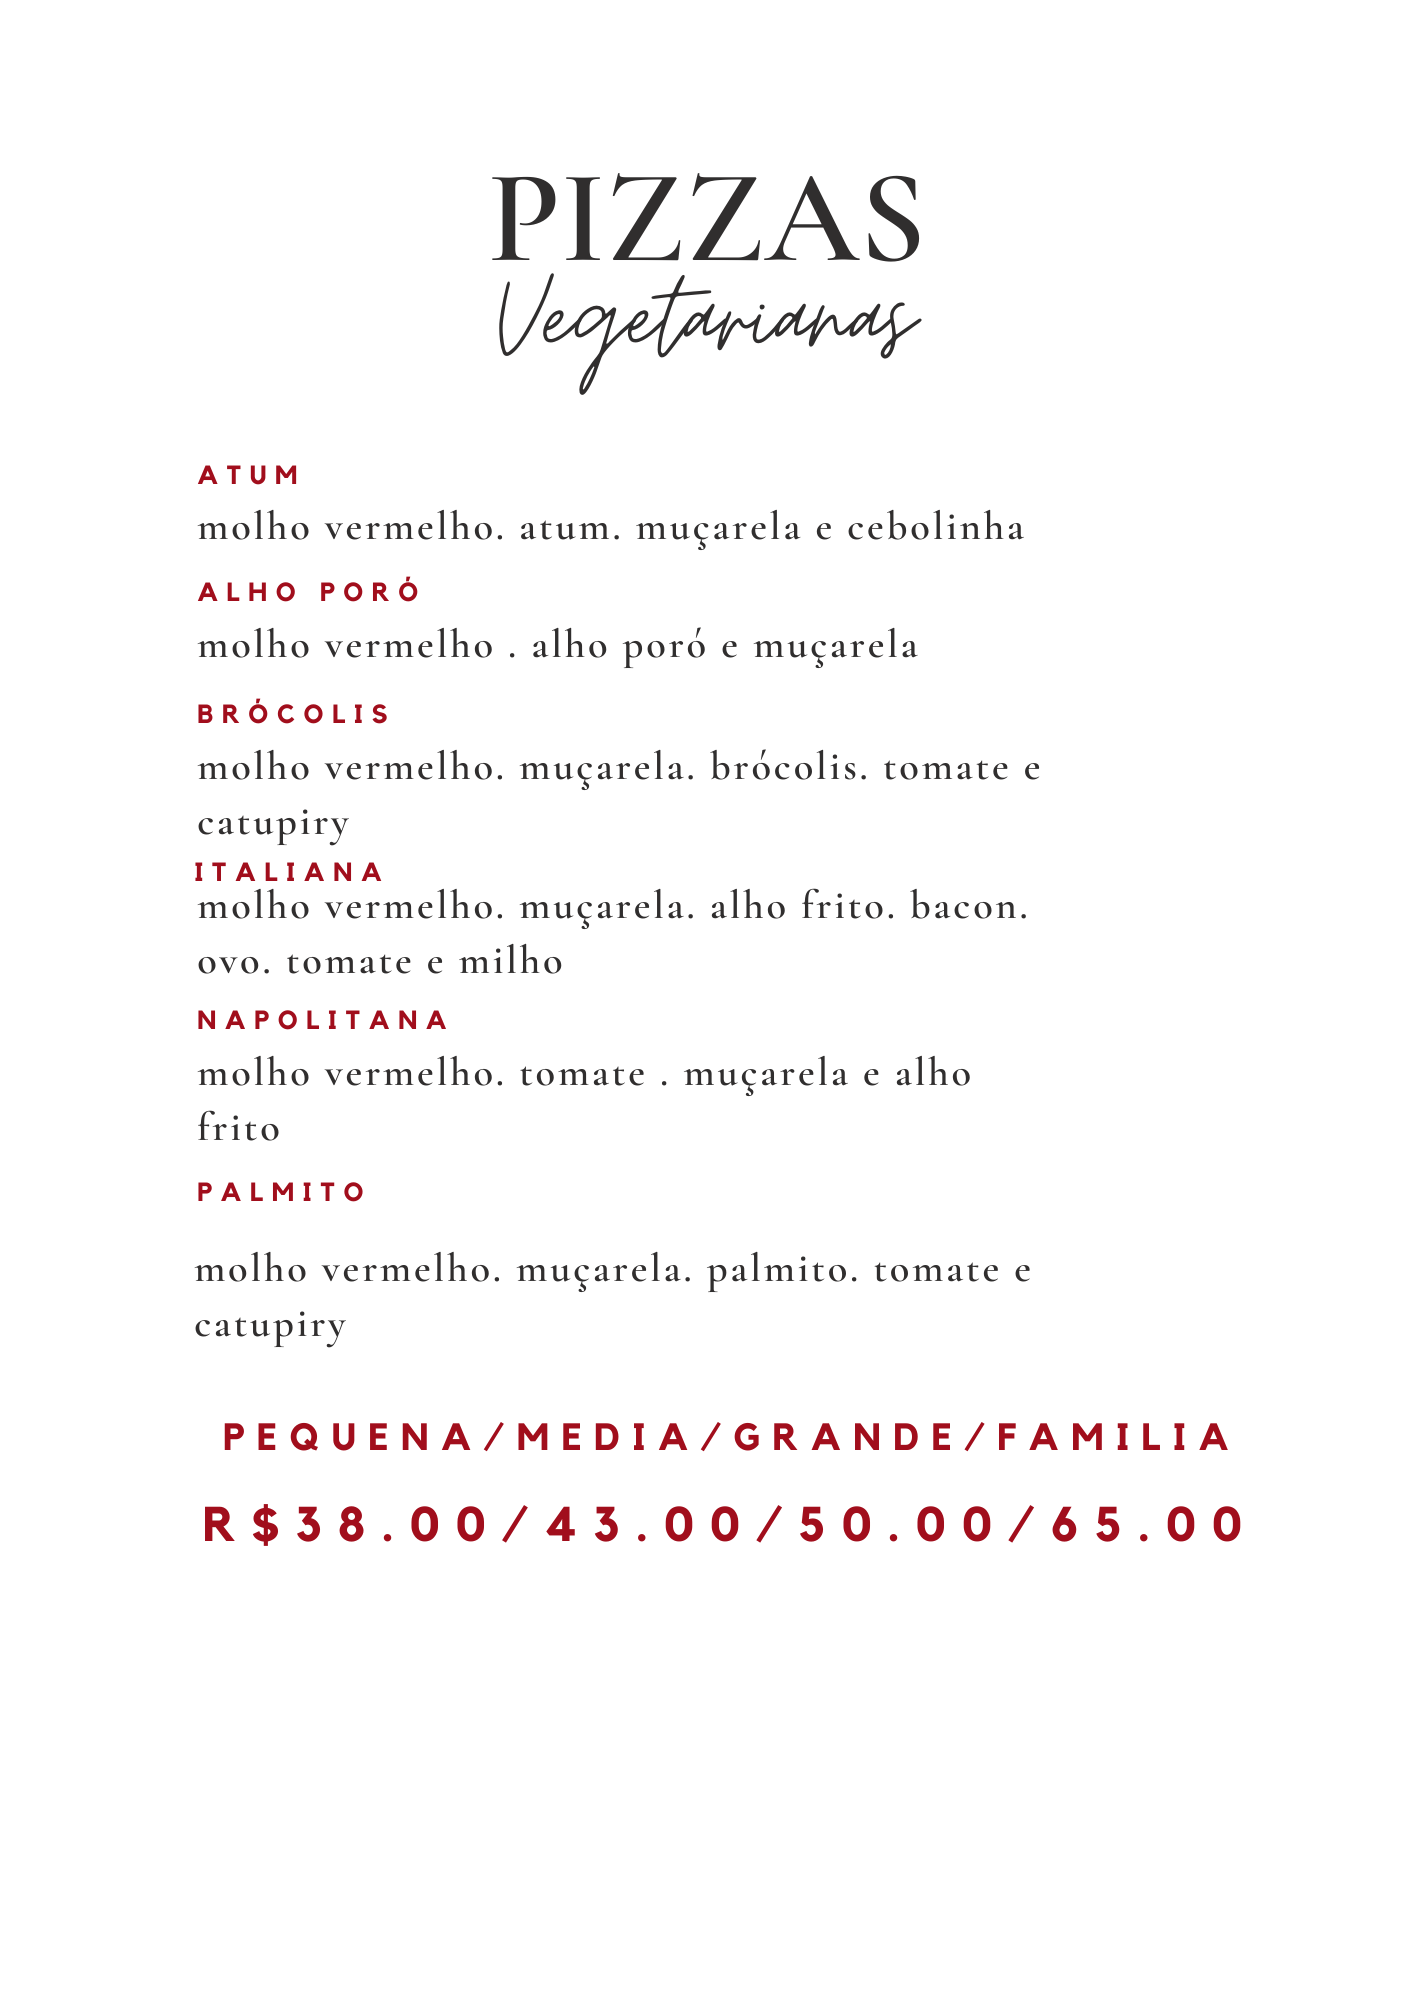 PIZZAS
Vegetarianas
ATUM
molho vermelho. atum. muçarela e cebolinha
ALHO PORÓ
molho vermelho . alho poró e muçarela
BRÓCOLIS
molho vermelho. muçarela. brócolis. tomate e
catupiry
ITALIANA
molho vermelho. muçarela. alho frito. bacon.
ovo. tomate e milho
NAPOLITANA
molho vermelho. tomate . muçarela e alho
frito
PALMITO
molho vermelho. muçarela. palmito. tomate e
catupiry
PEQUENA/MEDIA/GRANDE/FAMILIA
R$38.00/43.00/50.00/65.00